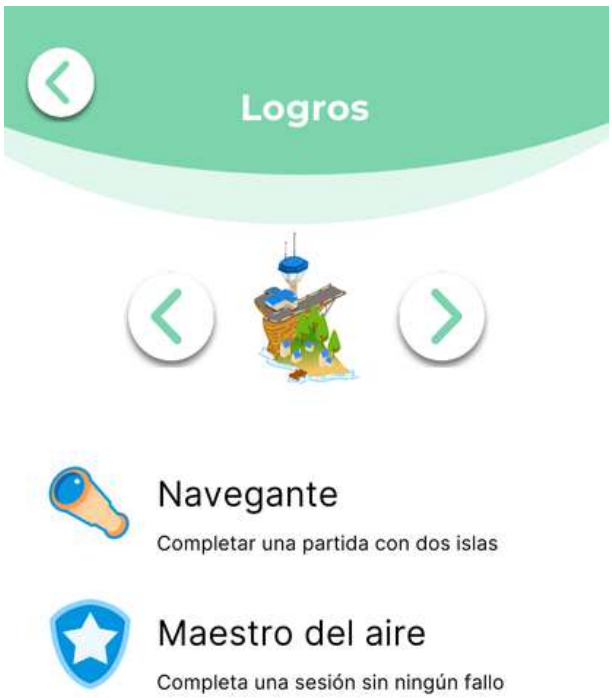 Logros
Navegante
Completar una partida con dos islas
Maestro del aire
Completa una sesión sin ningún fallo